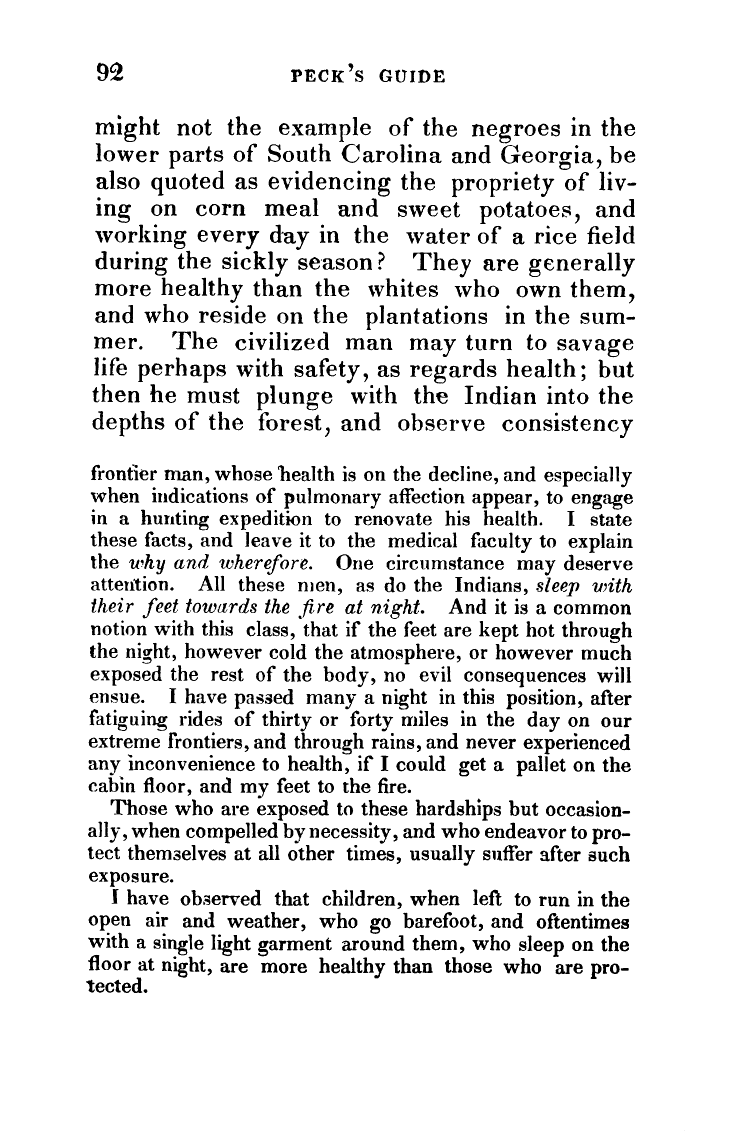 92 PECK'S GUIDE
might not the example of the negroes in the
lower parts of South Carolina and Georgia, be
also quoted as evidencing the propriety of liv-
ing on corn meal and sweet potatoes, and
working every day in the water of a rice field
during the sickly season? They are generally
more healthy than the whites who own them,
and who reside on the plantations in the sum-
mer. The civilized man may turn to savage
life perhaps with safety, as regards health; but
then he must plunge with the Indian into the
depths of the forest, and observe consistency
frontier man, whose health is on the decline, and especially
when indications of pulmonary affection appear, to engage
in a hunting expedition to renovate his health. I state
these facts, and leave it to the medical faculty to explain
the why and wherefore. One circumstance may deserve
attention. All these men, as do the Indians, sleep with
their feet towards the fire at night. And it is a common
notion with this class, that if the feet are kept hot through
the night, however cold the atmosphere, or however much
exposed the rest of the body, no evil consequences will
ensue. I have passed many a night in this position, after
fatiguing rides of thirty or forty miles in the day on our
extreme frontiers, and through rains, and never experienced
any inconvenience to health, if I could get a pallet on the
cabin floor, and my feet to the fire.
Those who are exposed to these hardships but occasion-
ally, when compelled by necessity, and who endeavor to pro-
tect themselves at all other times, usually suffer after such
exposure.
I have observed that children, when left to run in the
open air and weather, who go barefoot, and oftentimes
with a single light garment around them, who sleep on the
floor at night, are more healthy than those who are pro-
tected.